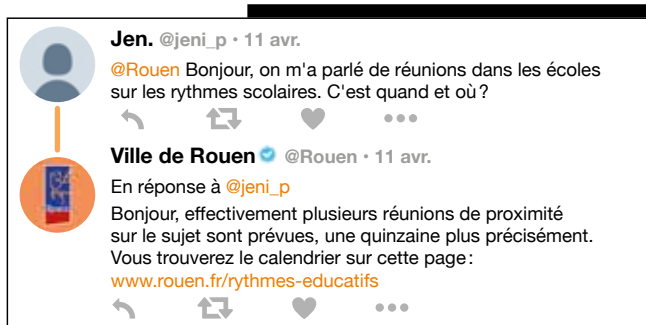 Jen. @jeni_p · 11 avr.
@Rouen Bonjour, on m'a parlé de réunions dans les écoles
sur les rythmes scolaires. C'est quand et où ?
Ville de Rouen @Rouen · 11 avr.
En réponse à @jeni_p
Bonjour, effectivement plusieurs réunions de proximité
sur le sujet sont prévues, une quinzaine plus précisément.
Vous trouverez le calendrier sur cette page :
www.rouen.fr/rythmes-educatifs